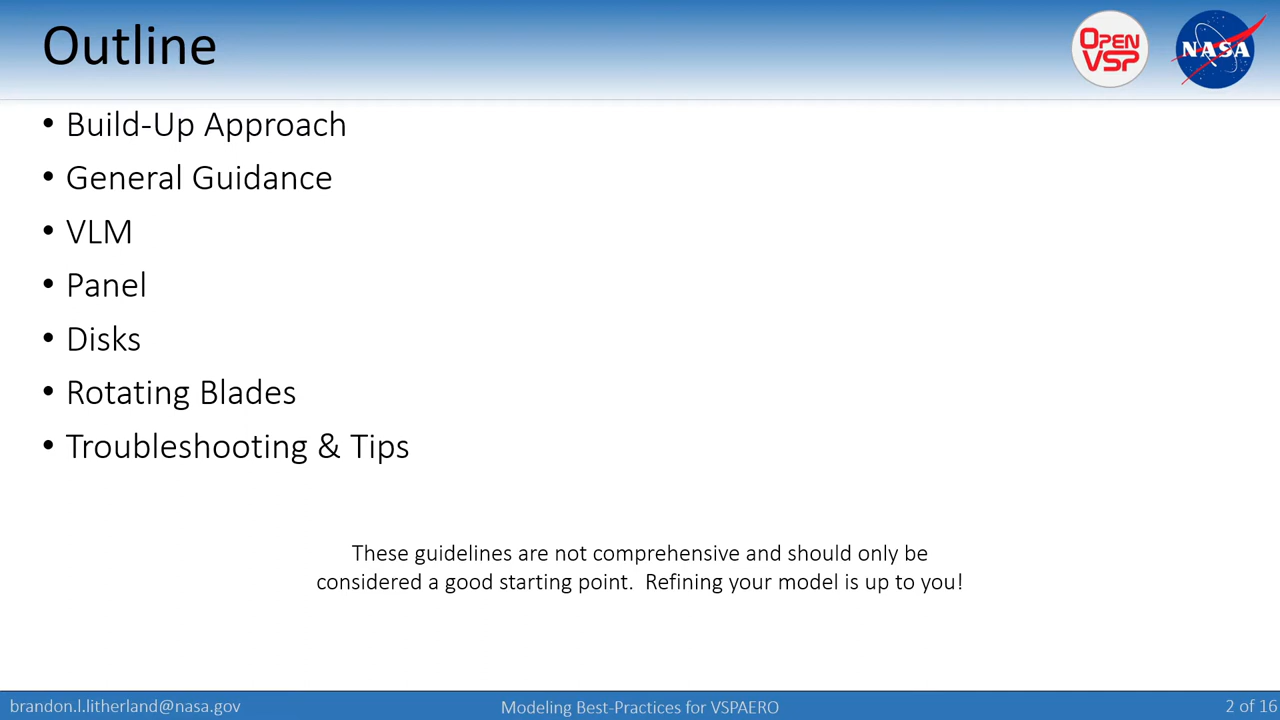 Outline
OPEN
VSP
NASA
• Build-Up Approach
• General Guidance
• VLM
• Panel
• Disks
• Rotating Blades
• Troubleshooting & Tips
These guidelines are not comprehensive and should only be
considered a good starting point.  Refining your model is up to you!
brandon.l.litherland@nasa.gov
Modeling Best-Practices for VSPAERO
2 of 16